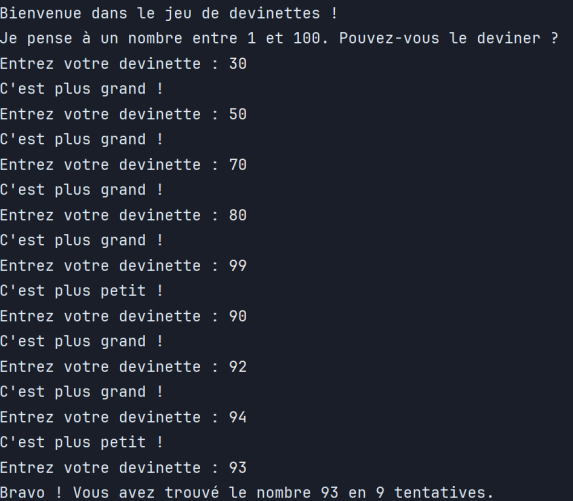 Bienvenue dans le jeu de devinettes !
Je pense à un nombre entre 1 et 100. Pouvez-vous le deviner ?
Entrez votre devinette : 30
C'est plus grand !
Entrez votre devinette : 50
C'est plus grand !
Entrez votre devinette : 70
C'est plus grand !
Entrez votre devinette : 80
C'est plus grand !
Entrez votre devinette : 99
C'est plus petit !
Entrez votre devinette : 90
C'est plus grand !
Entrez votre devinette : 92
C'est plus grand !
Entrez votre devinette : 94
C'est plus petit !
Entrez votre devinette : 93
Bravo ! Vous avez trouvé le nombre 93 en 9 tentatives.